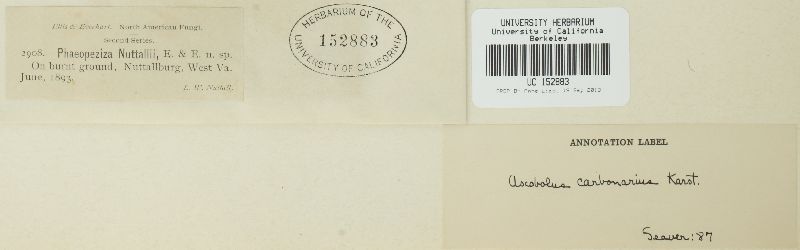 Ellis & Everhart. North American Fungi.
Second Series.
2908. Phaeopeziza Nuttallii, E. & E. n. sp.
On burnt ground, Nuttallburg, West Va.
June, 1893.
L. W. Nuttall.
HERBARIUM OF THE
152883
UNIVERSITY OF CALIFORNIA
UNIVERSITY HERBARIUM
University of California
Berkeley
UC 152883
ANNOTATION LABEL
Ascobolus carbonarius Karst.
Seaver: 87